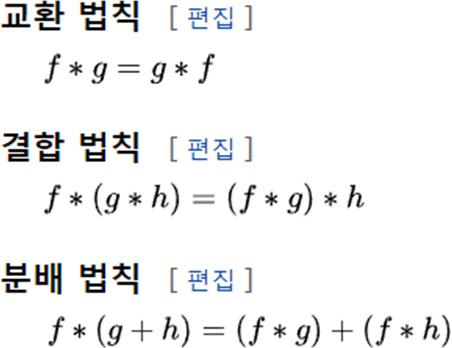 교환 법칙 [ 편집 ]
f * g = g * f
결합 법칙 [ 편집 ]
f * (g * h) = (f * g) * h
분배 법칙 [ 편집 ]
f * (g + h) = (f * g) + (f * h)